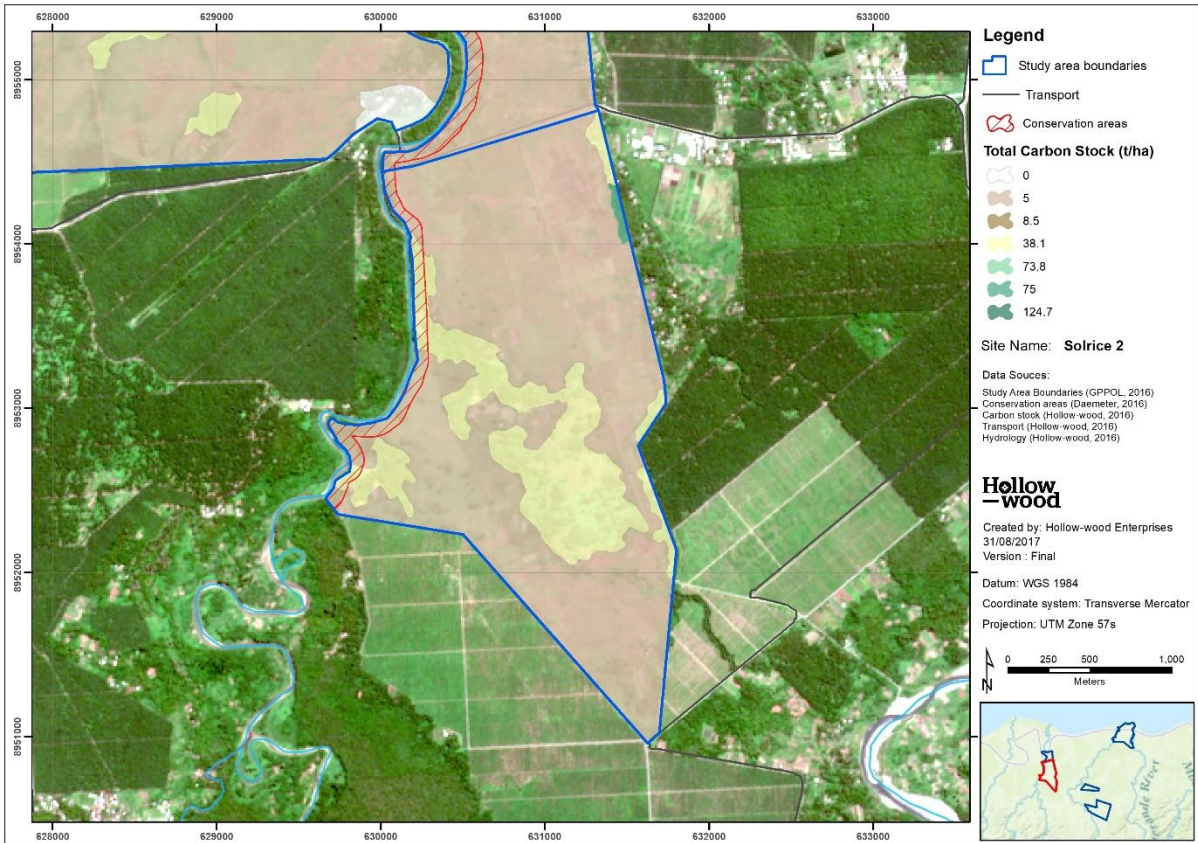 628000 629000 630000 631000 632000 633000
8955000
8954000
8953000
8952000
8951000
628000 629000 630000 631000 632000 633000
Legend
Study area boundaries
Transport
Conservation areas
Total Carbon Stock (t/ha)
0
5
8.5
38.1
73.8
75
124.7
Site Name: Solrice 2
Data Souces:
Study Area Boundaries (GPPOL, 2016)
Conservation areas (Daemeter, 2016)
Carbon stock (Hollow-wood, 2016)
Transport (Hollow-wood, 2016)
Hydrology (Hollow-wood, 2016)
Hollow
-wood
Created by: Hollow-wood Enterprises
31/08/2017
Version : Final
Datum: WGS 1984
Coordinate system: Transverse Mercator
Projection: UTM Zone 57s
N
0 250 500 1,000
Meters
River